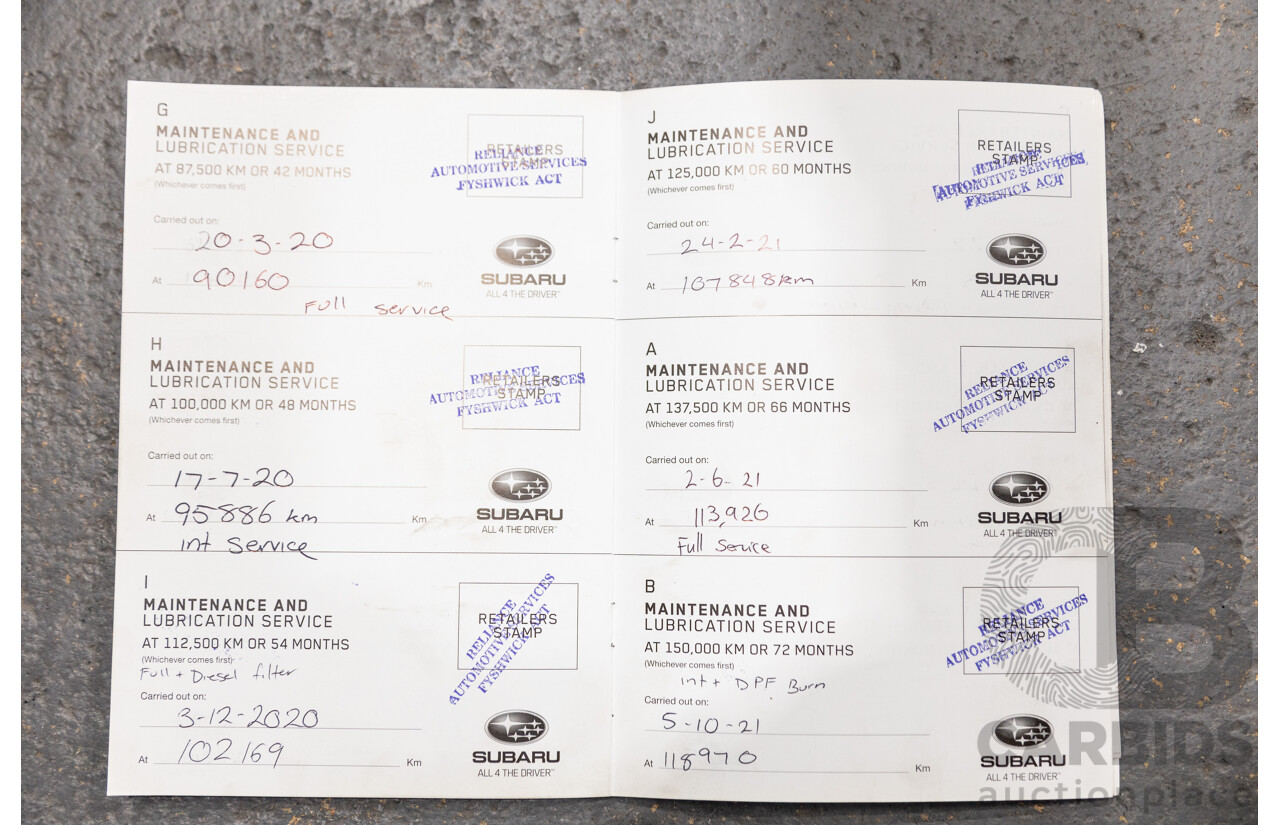 G
MAINTENANCE AND
LUBRICATION SERVICE
AT 87,500 KM OR 42 MONTHS
(Whichever comes first)
RETAILERS
STAMP
RELIANCE
AUTOMOTIVE SERVICES
FYSHWICK ACT
Carried out on:
20-3-20
At 90160 Km
Full service
SUBARU
ALL 4 THE DRIVER™
H
MAINTENANCE AND
LUBRICATION SERVICE
AT 100,000 KM OR 48 MONTHS
(Whichever comes first)
RETAILERS
STAMP
RELIANCE
AUTOMOTIVE SERVICES
FYSHWICK ACT
Carried out on:
17-7-20
At 95886 km Km
int Service
SUBARU
ALL 4 THE DRIVER™
I
MAINTENANCE AND
LUBRICATION SERVICE
AT 112,500 KM OR 54 MONTHS
(Whichever comes first)
Full + Diesel filter
RETAILERS
STAMP
RELIANCE
AUTOMOTIVE SERVICES
FYSHWICK ACT
Carried out on:
3-12-2020
At 102169 Km
SUBARU
ALL 4 THE DRIVER™
J
MAINTENANCE AND
LUBRICATION SERVICE
AT 125,000 KM OR 60 MONTHS
(Whichever comes first)
RETAILERS
STAMP
RELIANCE
AUTOMOTIVE SERVICES
FYSHWICK ACT
Carried out on:
24-2-21
At 107848km Km
SUBARU
ALL 4 THE DRIVER™
A
MAINTENANCE AND
LUBRICATION SERVICE
AT 137,500 KM OR 66 MONTHS
(Whichever comes first)
RETAILERS
STAMP
RELIANCE
AUTOMOTIVE SERVICES
FYSHWICK ACT
Carried out on:
2-6-21
At 113,926 Km
Full Service
SUBARU
ALL 4 THE DRIVER™
B
MAINTENANCE AND
LUBRICATION SERVICE
AT 150,000 KM OR 72 MONTHS
(Whichever comes first)
int + DPF Burn
RETAILERS
STAMP
RELIANCE
AUTOMOTIVE SERVICES
FYSHWICK ACT
Carried out on:
5-10-21
At 118970 Km
SUBARU
ALL 4 THE DRIVER™
CARBIDS
auctionplace